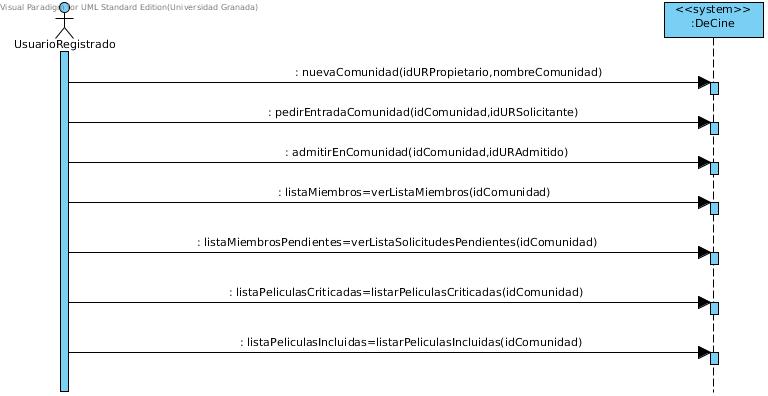 Visual Paradigm for UML Standard Edition(Universidad Granada)
<<system>>
:DeCine
UsuarioRegistrado
: nuevaComunidad(idURPropietario,nombreComunidad)
: pedirEntradaComunidad(idComunidad,idURSolicitante)
: admitirEnComunidad(idComunidad,idURAdmitido)
: listaMiembros=verListaMiembros(idComunidad)
: listaMiembrosPendientes=verListaSolicitudesPendientes(idComunidad)
: listaPeliculasCriticadas=listarPeliculasCriticadas(idComunidad)
: listaPeliculasIncluidas=listarPeliculasIncluidas(idComunidad)